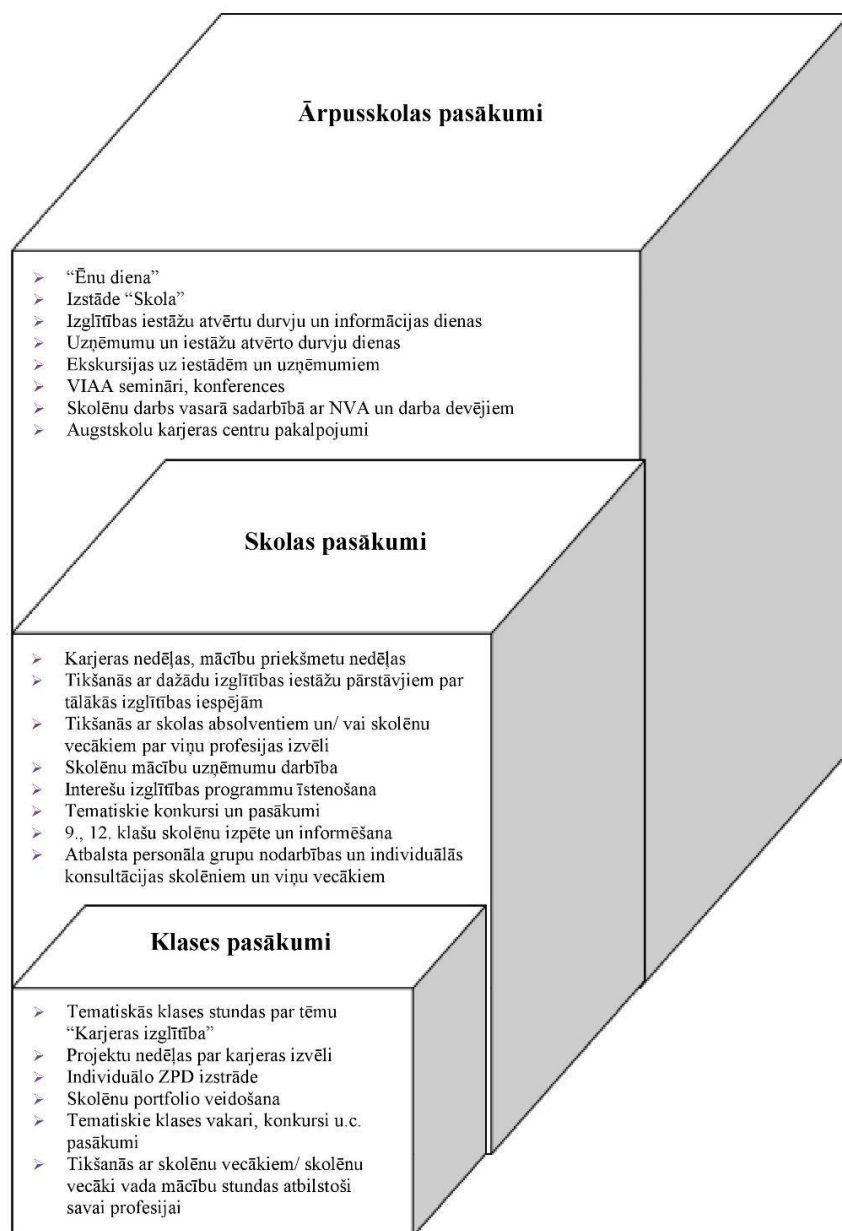 Ārpusskolas pasākumi
➢ “Ēnu diena”
➢ Izstāde “Skola”
➢ Izglītības iestāžu atvērtu durvju un informācijas dienas
➢ Uzņēmumu un iestāžu atvērto durvju dienas
➢ Ekskursijas uz iestādēm un uzņēmumiem
➢ VIAA semināri, konferences
➢ Skolēnu darbs vasarā sadarbībā ar NVA un darba devējiem
➢ Augstskolu karjeras centru pakalpojumi
Skolas pasākumi
➢ Karjeras nedēļas, mācību priekšmetu nedēļas
➢ Tikšanās ar dažādu izglītības iestāžu pārstāvjiem par
tālākās izglītības iespējām
➢ Tikšanās ar skolas absolventiem un/ vai skolēnu
vecākiem par viņu profesijas izvēli
➢ Skolēnu mācību uzņēmumu darbība
➢ Interešu izglītības programmu īstenošana
➢ Tematiskie konkursi un pasākumi
➢ 9., 12. klašu skolēnu izpēte un informēšana
➢ Atbalsta personāla grupu nodarbības un individuālās
konsultācijas skolēniem un viņu vecākiem
Klases pasākumi
➢ Tematiskās klases stundas par tēmu
“Karjeras izglītība”
➢ Projektu nedēļas par karjeras izvēli
➢ Individuālo ZPD izstrāde
➢ Skolēnu portfolio veidošana
➢ Tematiskie klases vakari, konkursi u.c.
pasākumi
➢ Tikšanās ar skolēnu vecākiem/ skolēnu
vecāki vada mācību stundas atbilstoši
savai profesijai